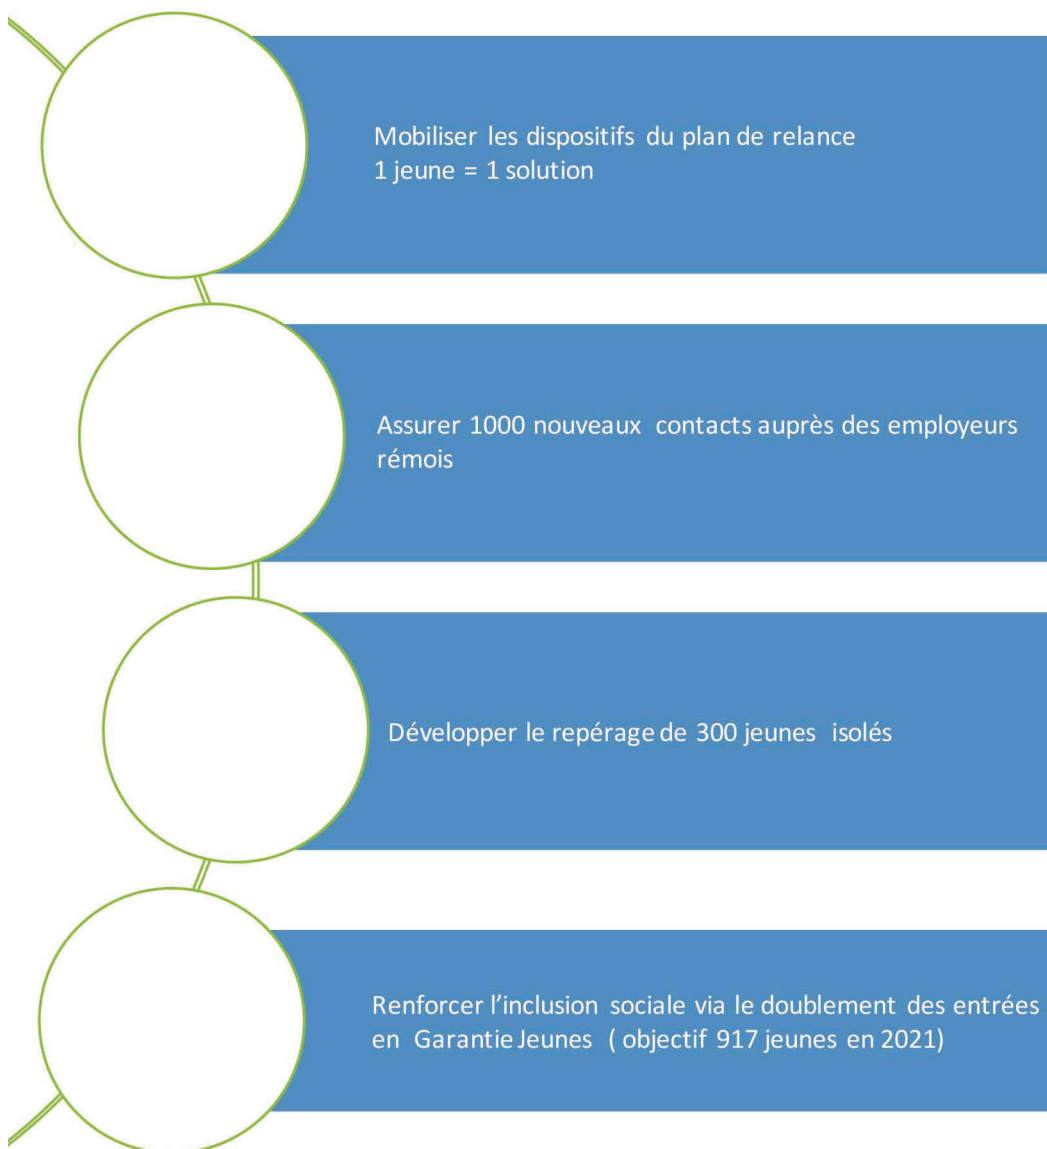 Mobiliser les dispositifs du plan de relance
1 jeune = 1 solution
Assurer 1000 nouveaux contacts auprès des employeurs
rémois
Développer le repérage de 300 jeunes isolés
Renforcer l'inclusion sociale via le doublement des entrées
en Garantie Jeunes ( objectif 917 jeunes en 2021)